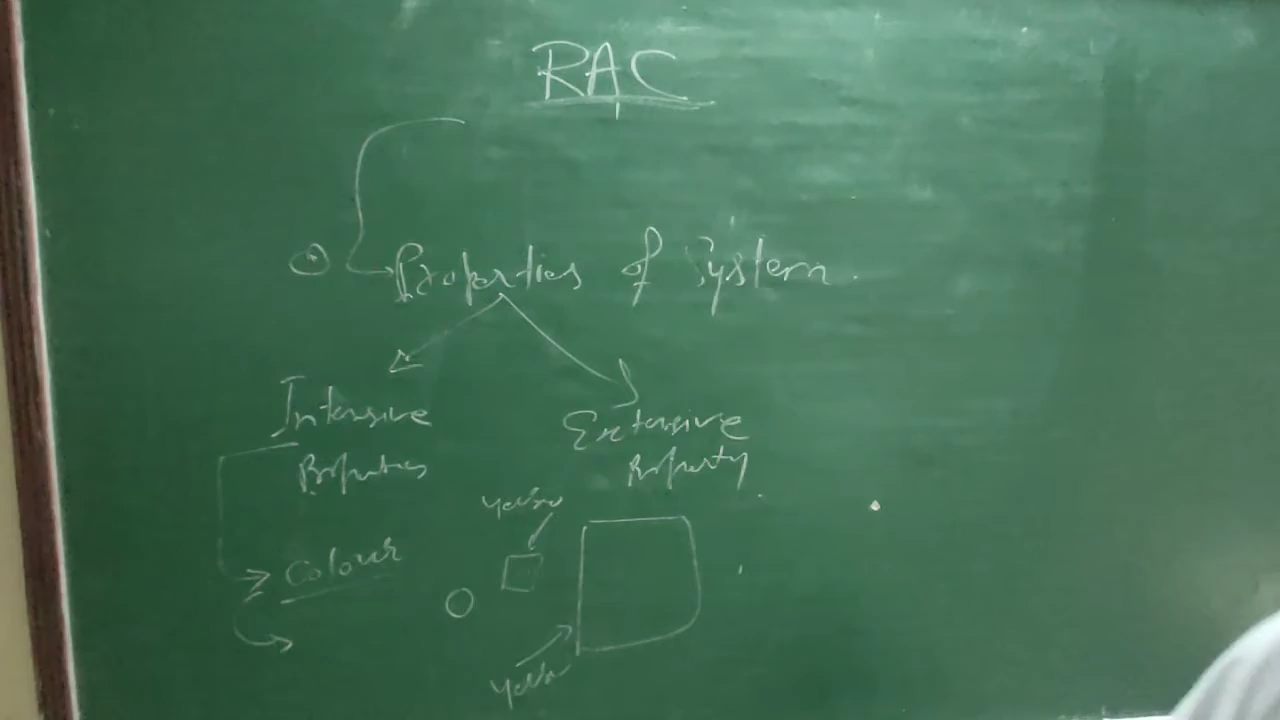 RAC
Properties of System.
Intensive
Properties
Extensive
Property
Yellow
Colour
Yellow